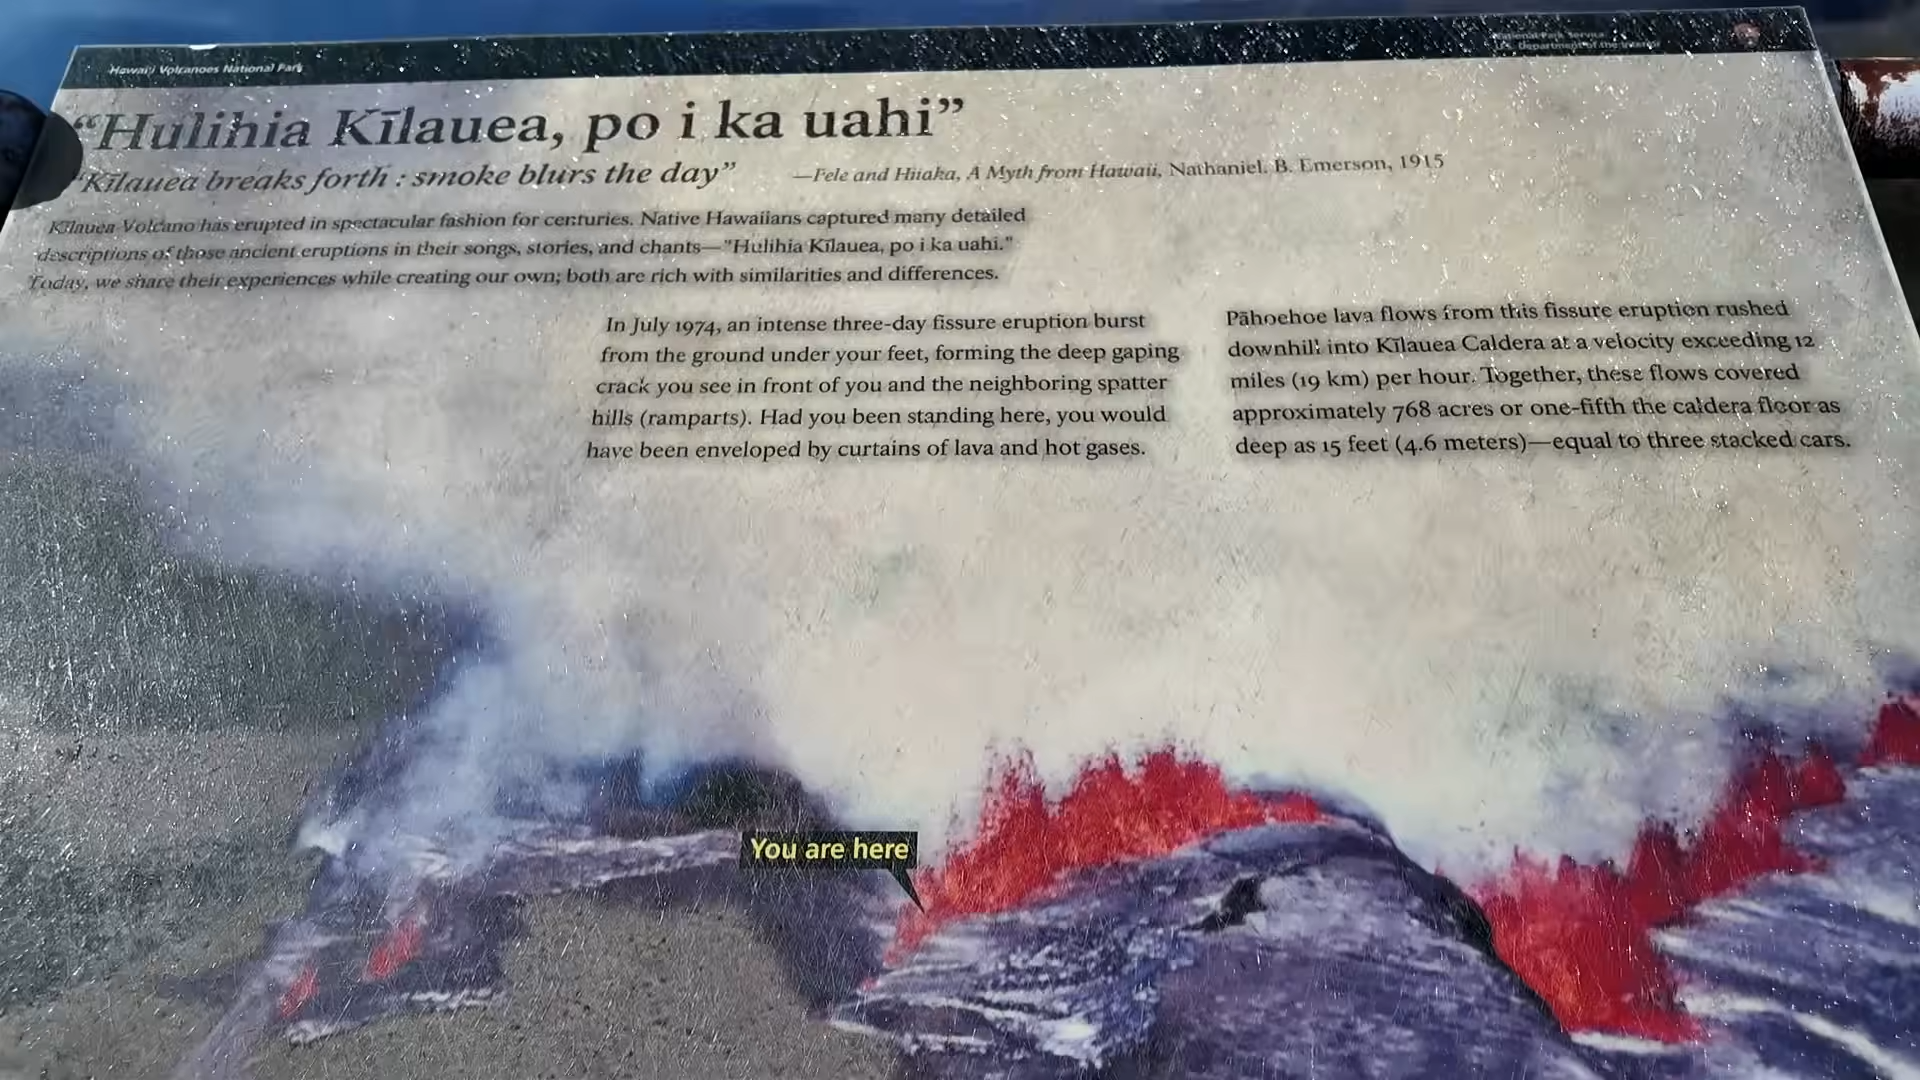 Hawai'i Volcanoes National Park
National Park Service
U.S. Department of the Interior
“Hulihia Kīlauea, po i ka uahi”
“Kīlauea breaks forth : smoke blurs the day” —Pele and Hiiaka, A Myth from Hawaii, Nathaniel. B. Emerson, 1915
Kīlauea Volcano has erupted in spectacular fashion for centuries. Native Hawaiians captured many detailed
descriptions of those ancient eruptions in their songs, stories, and chants—"Hulihia Kīlauea, po i ka uahi."
Today, we share their experiences while creating our own; both are rich with similarities and differences.
In July 1974, an intense three-day fissure eruption burst
from the ground under your feet, forming the deep gaping
crack you see in front of you and the neighboring spatter
hills (ramparts). Had you been standing here, you would
have been enveloped by curtains of lava and hot gases.
Pāhoehoe lava flows from this fissure eruption rushed
downhill into Kīlauea Caldera at a velocity exceeding 12
miles (19 km) per hour. Together, these flows covered
approximately 768 acres or one-fifth the caldera floor as
deep as 15 feet (4.6 meters)—equal to three stacked cars.
You are here